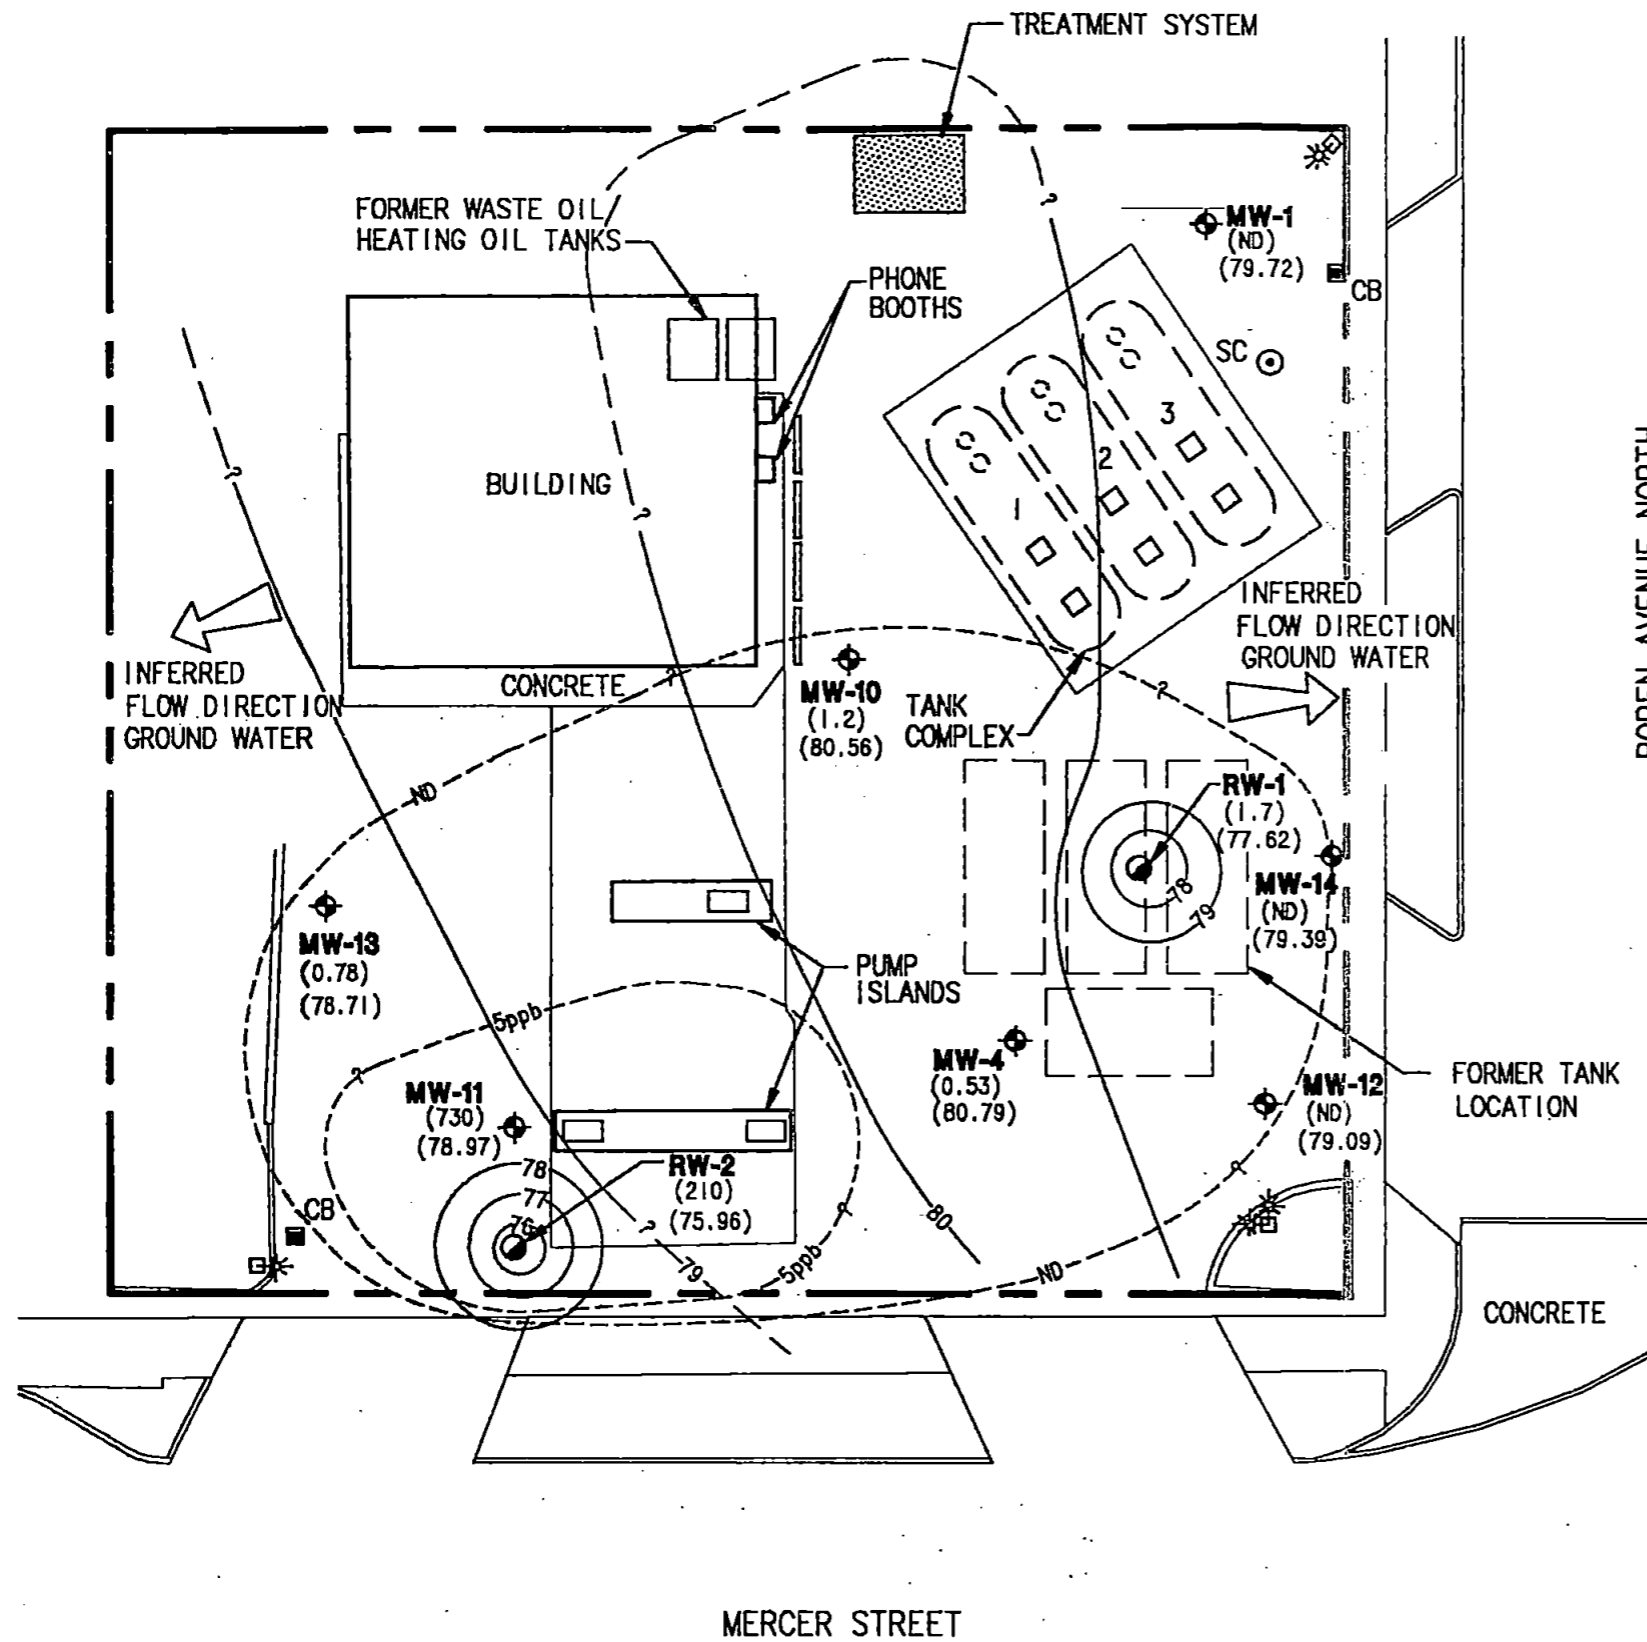 TREATMENT SYSTEM
FORMER WASTE OIL
HEATING OIL TANKS
PHONE
BOOTHS
MW-1
(ND)
(79.72)
CB
SC
?
?
?
BUILDING
1
2
3
INFERRED
FLOW DIRECTION
GROUND WATER
INFERRED
FLOW DIRECTION
GROUND WATER
CONCRETE
?
?
MW-10
(1.2)
(80.56)
TANK
COMPLEX
ND
RW-1
(1.7)
(77.62)
78
79
MW-14
(ND)
(79.39)
MW-13
(0.78)
(78.71)
PUMP
ISLANDS
5ppb
?
MW-11
(730)
(78.97)
MW-4
(0.53)
(80.79)
MW-12
(ND)
(79.09)
FORMER TANK
LOCATION
78
77
76
RW-2
(210)
(75.96)
CB
?
?
?
80
79
5ppb
ND
CONCRETE
BOREN AVENUE NORTH
MERCER STREET